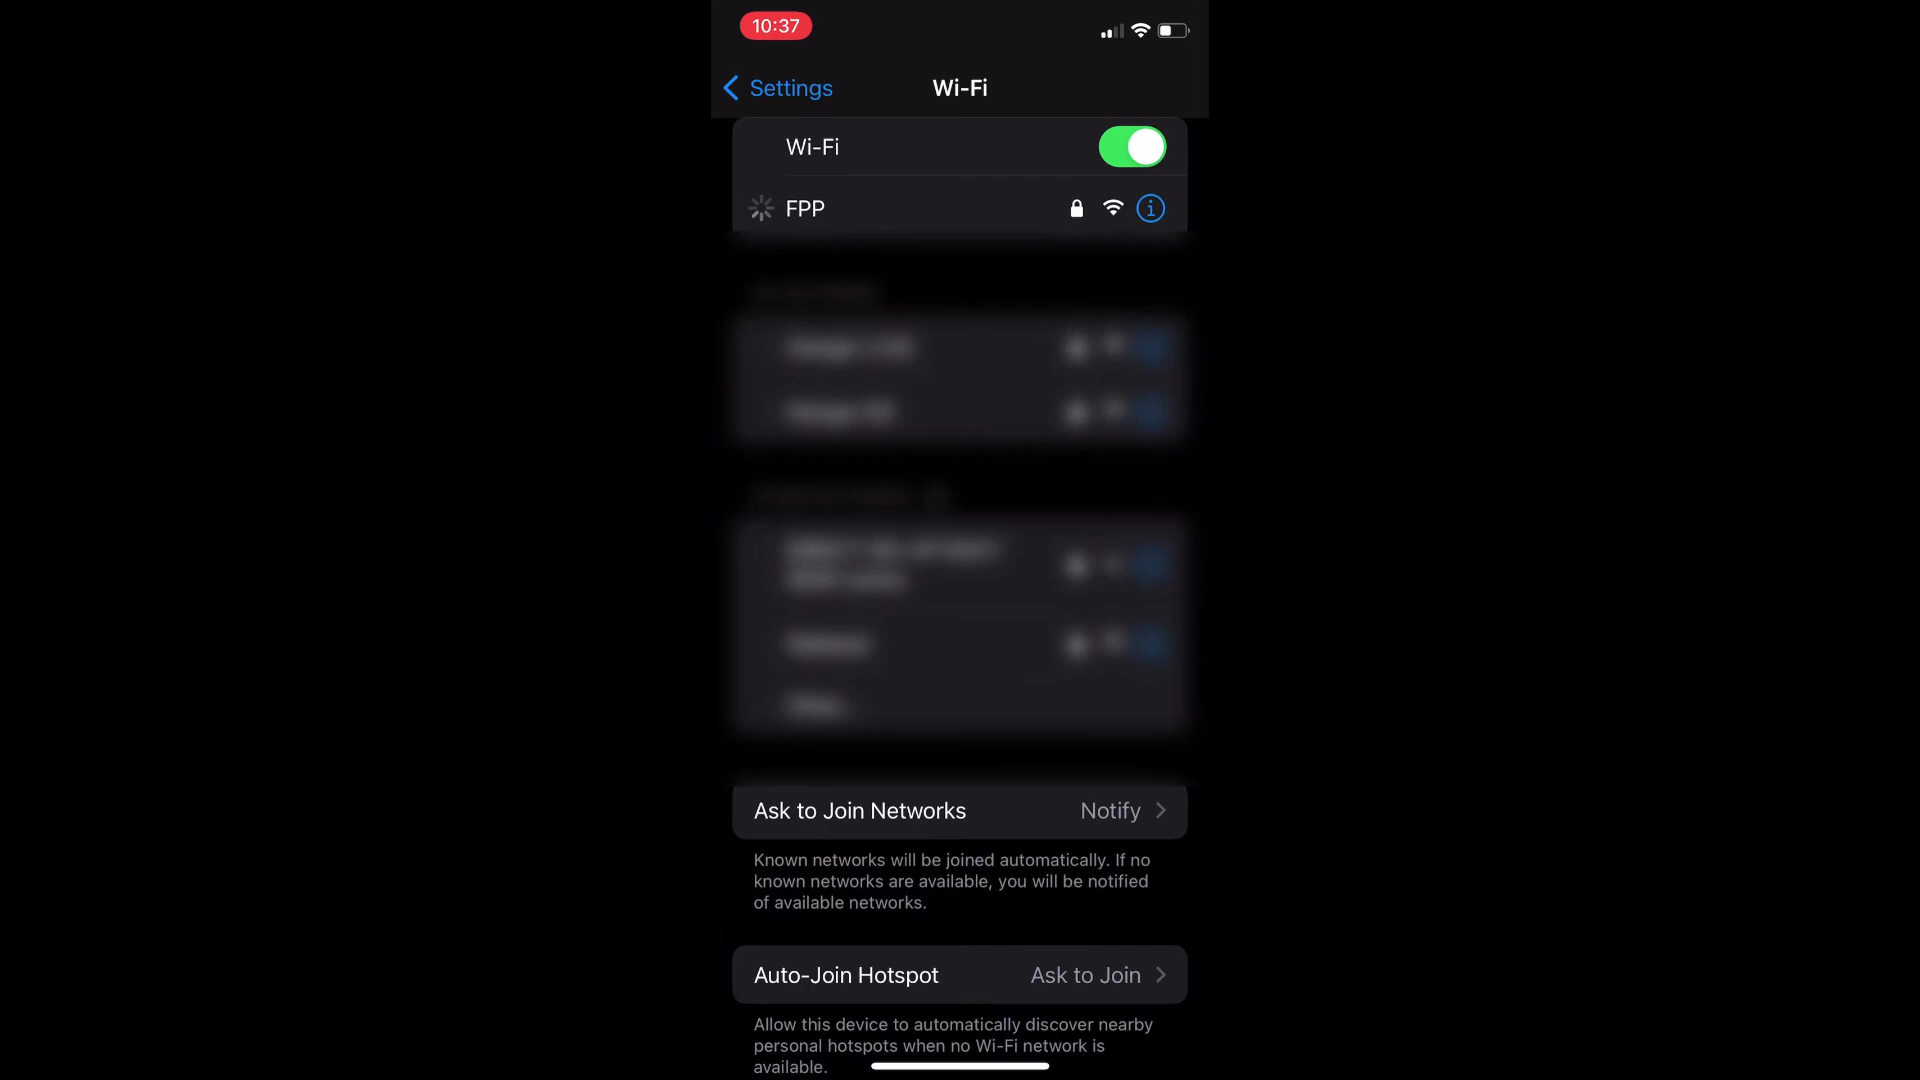 10:37
Settings
Wi-Fi
Wi-Fi
FPP
Ask to Join Networks
Notify
Known networks will be joined automatically. If no
known networks are available, you will be notified
of available networks.
Auto-Join Hotspot
Ask to Join
Allow this device to automatically discover nearby
personal hotspots when no Wi-Fi network is
available.